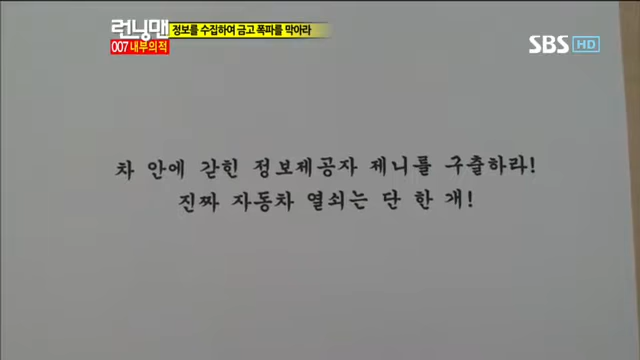 런닝맨
정보를 수집하여 금고 폭파를 막아라
007 내부의 적
SBS HD
차 안에 갇힌 정보제공자 제니를 구출하라!
진짜 자동차 열쇠는 단 한 개!